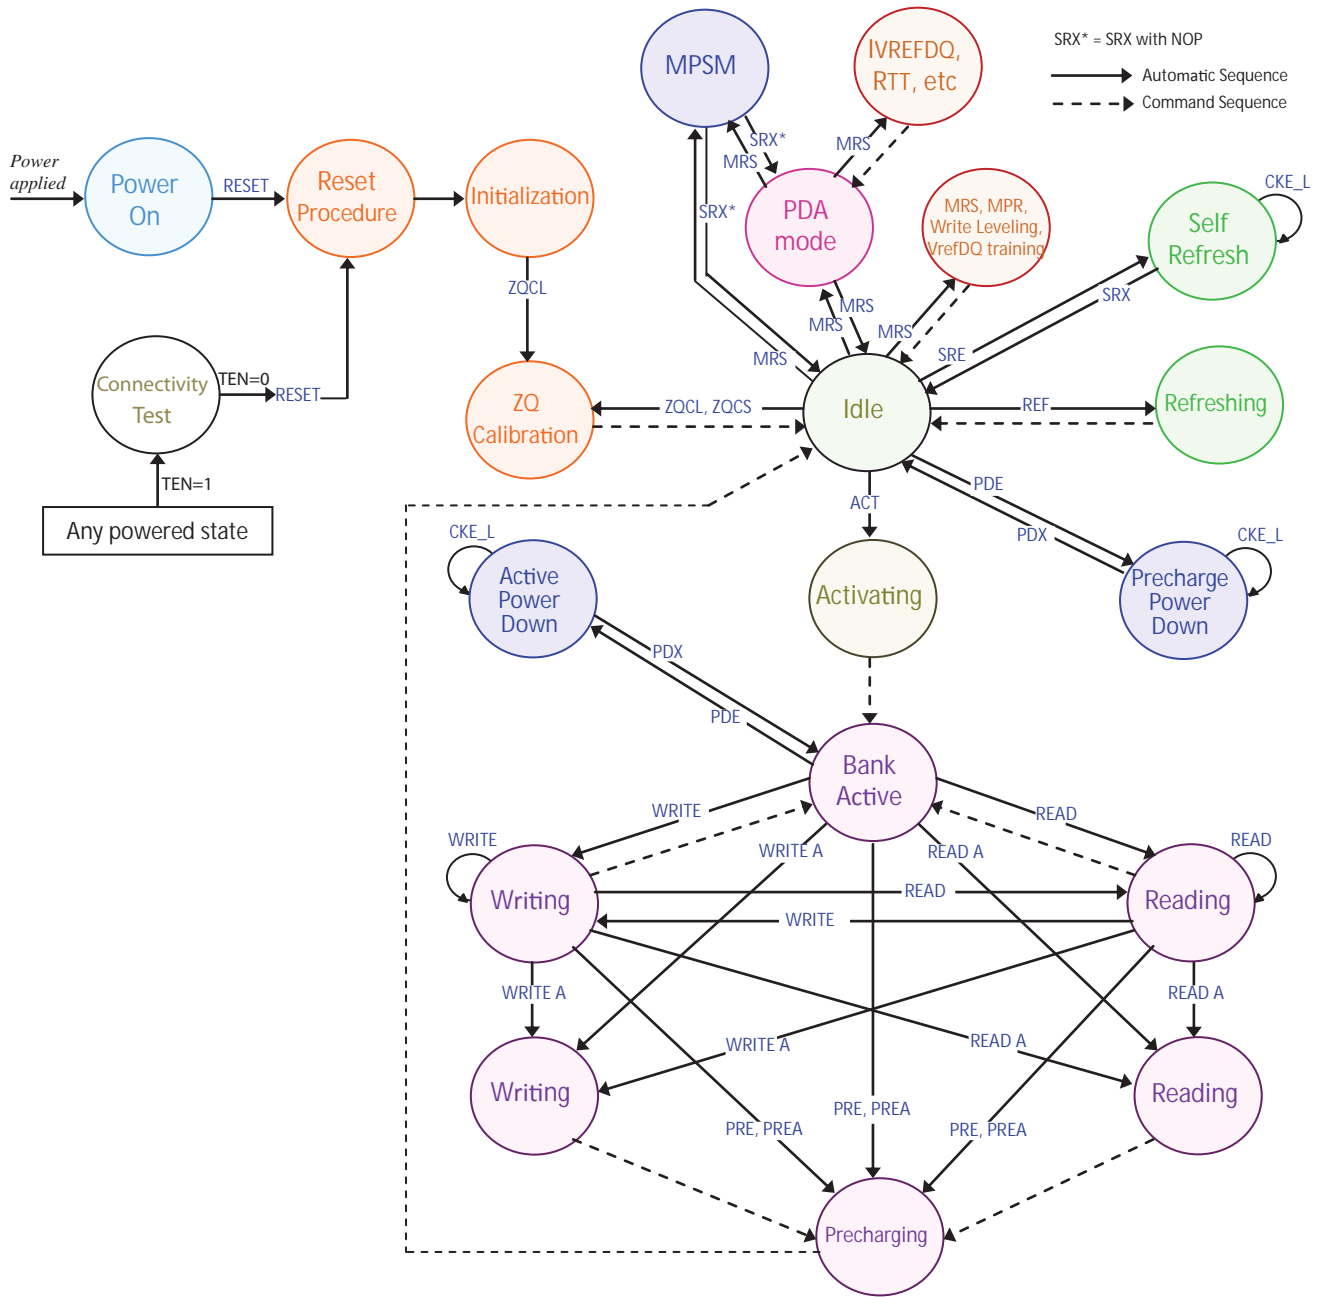 MPSM
IVREFDQ,
RTT, etc
SRX* = SRX with NOP
Automatic Sequence
Command Sequence
SRX*
MRS
MRS
Power
applied
Power
On
RESET
Reset
Procedure
Initialization
SRX*
PDA
mode
MRS, MPR,
Write Leveling,
VrefDQ training
CKE_L
Self
Refresh
ZQCL
MRS
MRS
MRS
MRS
SRX
SRE
Connectivity
Test
TEN=0
RESET
ZQ
Calibration
ZQCL, ZQCS
Idle
REF
Refreshing
TEN=1
Any powered state
ACT
PDE
PDX
CKE_L
Active
Power
Down
Activating
CKE_L
Precharge
Power
Down
PDX
PDE
Bank
Active
WRITE
READ
WRITE
WRITE A
READ A
READ
Writing
READ
Reading
WRITE
WRITE A
READ A
WRITE A
READ A
Writing
Reading
PRE, PREA
PRE, PREA
PRE, PREA
Precharging